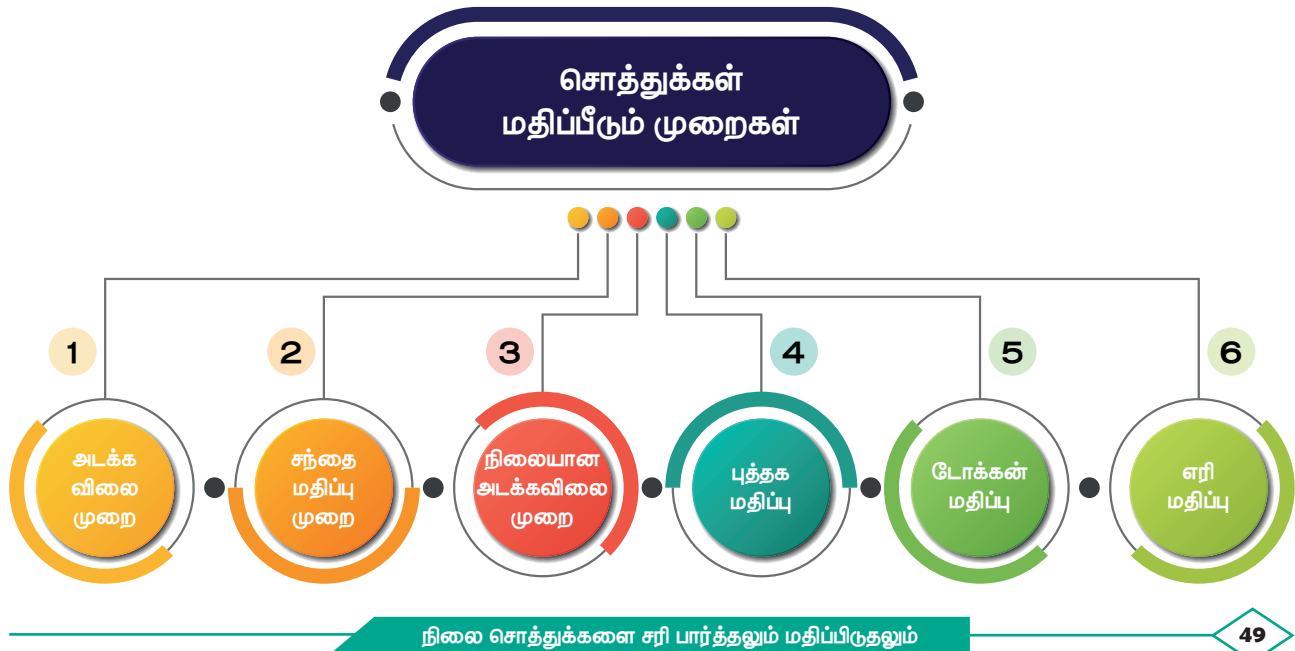 சொத்துக்கள்
மதிப்பீடும் முறைகள்
1
2
3
4
5
6
அடக்க
விலை
முறை
சந்தை
மதிப்பு
முறை
நிலையான
அடக்கவிலை
முறை
புத்தக
மதிப்பு
டோக்கன்
மதிப்பு
எரி
மதிப்பு
நிலை சொத்துக்களை சரி பார்த்தலும் மதிப்பிடுதலும்
49